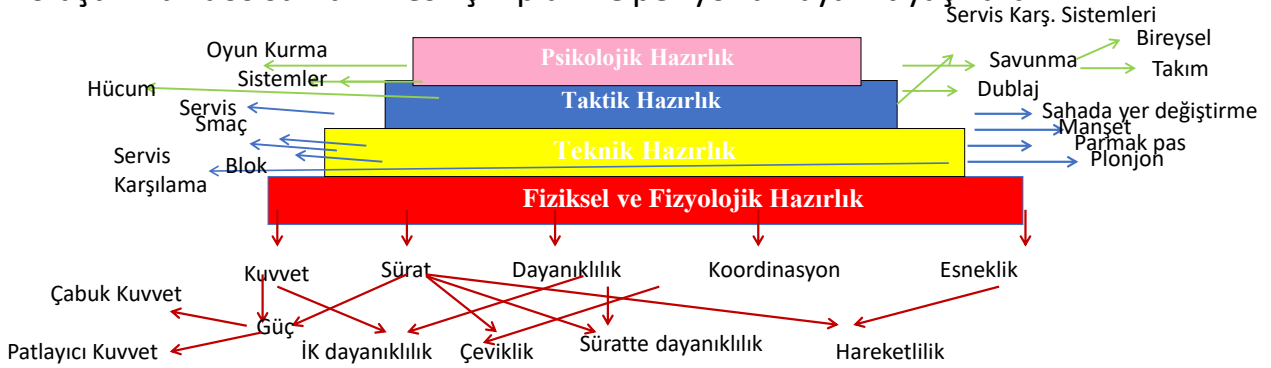 Servis Karş. Sistemleri
Oyun Kurma
Psikolojik Hazırlık
Bireysel
Savunma
Takım
Sistemler
Hücum
Taktik Hazırlık
Dublaj
Servis
Sahada yer değiştirme
Smaç
Manşet
Parmak pas
Servis
Karşılama
Blok
Teknik Hazırlık
Plonjon
Fiziksel ve Fizyolojik Hazırlık
Kuvvet
Sürat
Dayanıklılık
Koordinasyon
Esneklik
Çabuk Kuvvet
Güç
Patlayıcı Kuvvet
İK dayanıklılık
Çeviklik
Süratte dayanıklılık
Hareketlilik